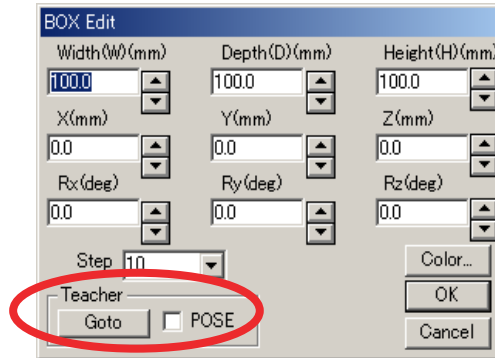 BOX Edit
Width(W)(mm) Depth(D)(mm) Height(H)(mm)
100.0 100.0 100.0
X(mm) Y(mm) Z(mm)
0.0 0.0 0.0
Rx(deg) Ry(deg) Rz(deg)
0.0 0.0 0.0
Step 10 Color...
Teacher OK
Goto POSE Cancel